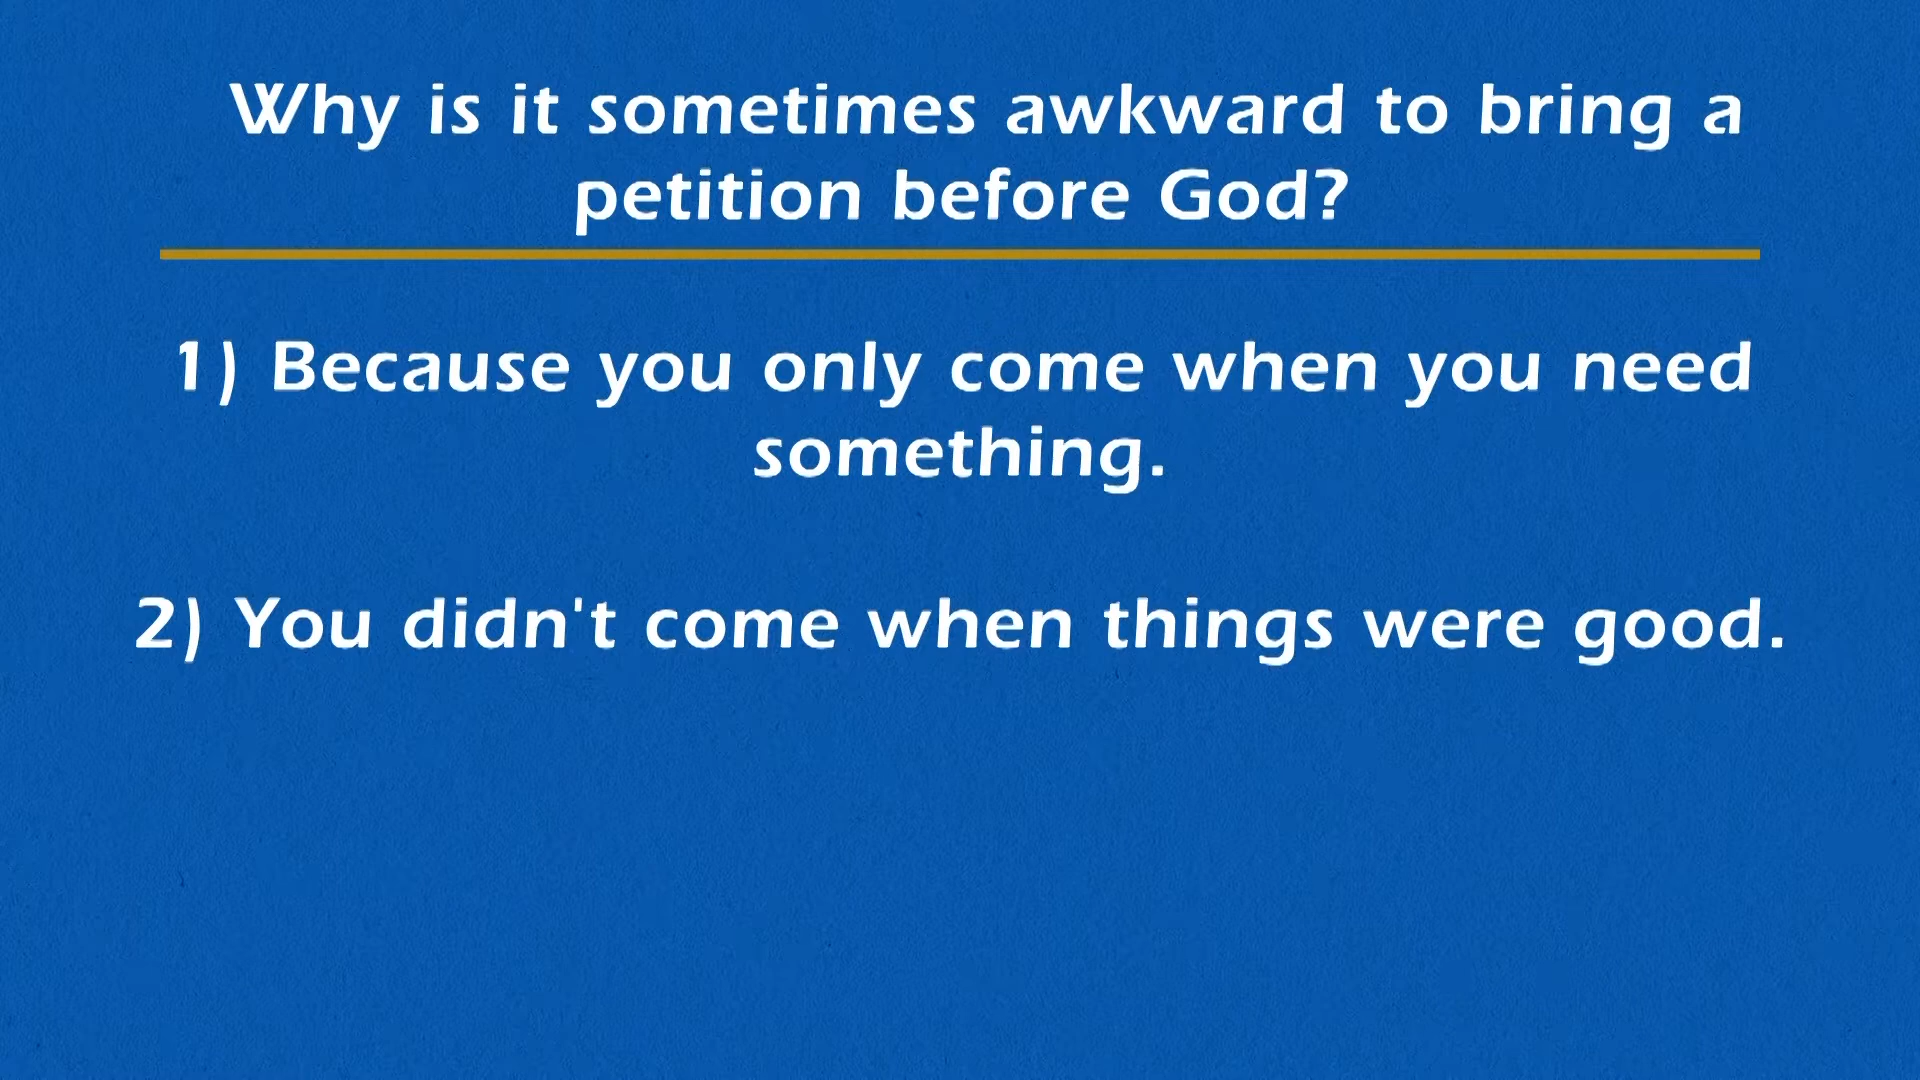 Why is it sometimes awkward to bring a
petition before God?
1) Because you only come when you need
something.
2) You didn't come when things were good.